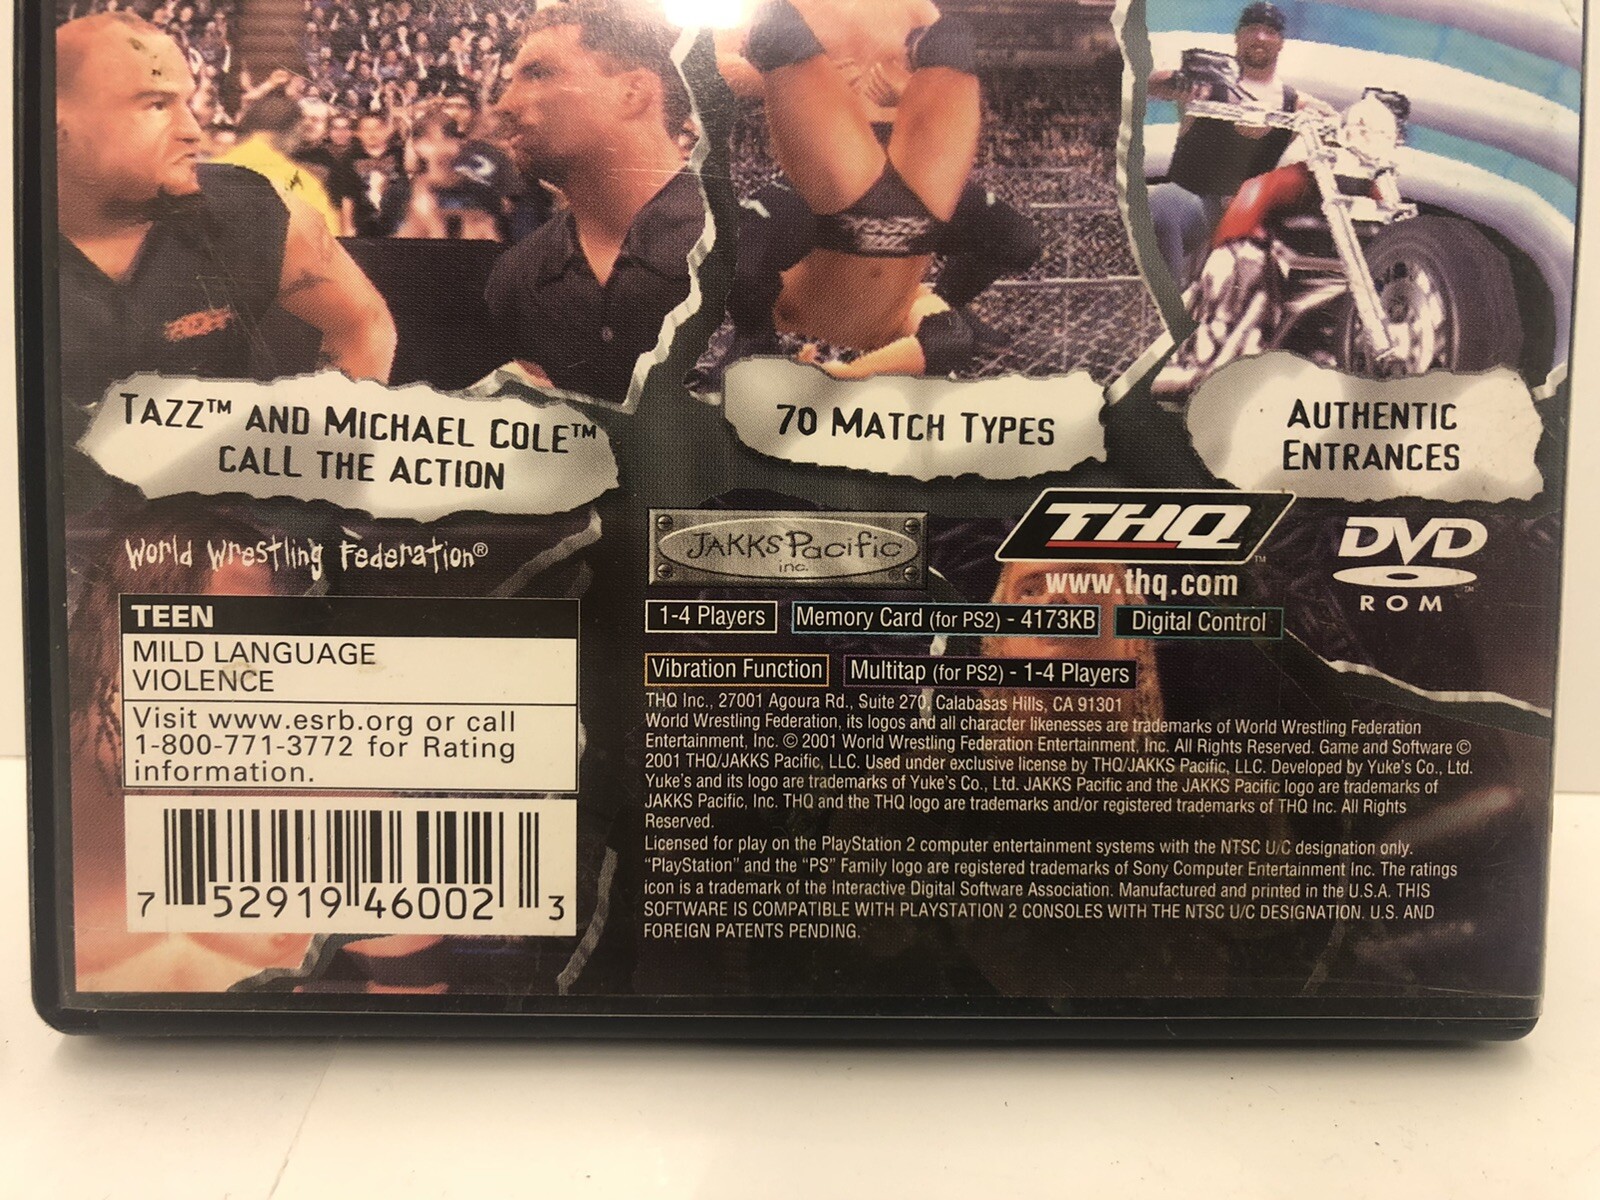 TAZZ™ AND MICHAEL COLE™
CALL THE ACTION
70 MATCH TYPES
AUTHENTIC
ENTRANCES
World Wrestling Federation®
JAKKS Pacific
inc.
THQ™
www.thq.com
DVD
ROM
TEEN
MILD LANGUAGE
VIOLENCE
Visit www.esrb.org or call
1-800-771-3772 for Rating
information.
7 52919 46002 3
1-4 Players
Memory Card (for PS2) - 4173KB
Digital Control
Vibration Function
Multitap (for PS2) - 1-4 Players
THQ Inc., 27001 Agoura Rd., Suite 270, Calabasas Hills, CA 91301
World Wrestling Federation, its logos and all character likenesses are trademarks of World Wrestling Federation
Entertainment, Inc. © 2001 World Wrestling Federation Entertainment, Inc. All Rights Reserved. Game and Software ©
2001 THQ/JAKKS Pacific, LLC. Used under exclusive license by THQ/JAKKS Pacific, LLC. Developed by Yuke's Co., Ltd.
Yuke's and its logo are trademarks of Yuke's Co., Ltd. JAKKS Pacific and the JAKKS Pacific logo are trademarks of
JAKKS Pacific, Inc. THQ and the THQ logo are trademarks and/or registered trademarks of THQ Inc. All Rights
Reserved.
Licensed for play on the PlayStation 2 computer entertainment systems with the NTSC U/C designation only.
“PlayStation” and the “PS” Family logo are registered trademarks of Sony Computer Entertainment Inc. The ratings
icon is a trademark of the Interactive Digital Software Association. Manufactured and printed in the U.S.A. THIS
SOFTWARE IS COMPATIBLE WITH PLAYSTATION 2 CONSOLES WITH THE NTSC U/C DESIGNATION. U.S. AND
FOREIGN PATENTS PENDING.